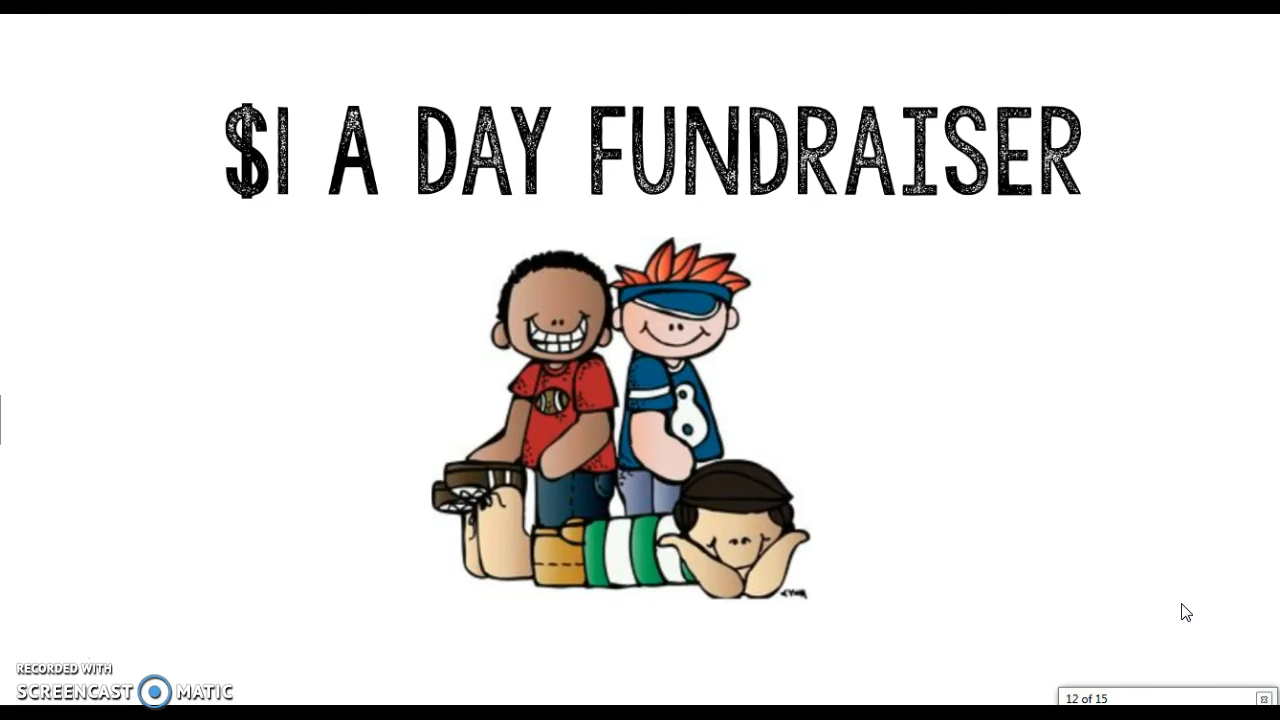 $1 A DAY FUNDRAISER
RECORDED WITH
SCREENCAST MATIC
12 of 15